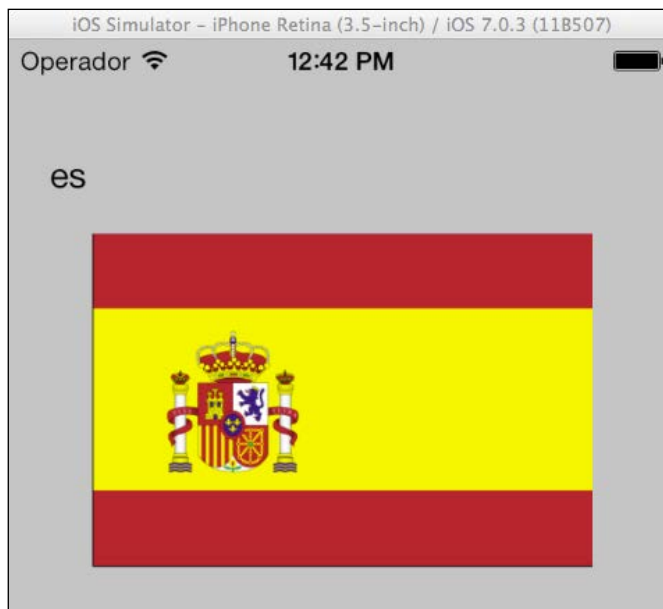 iOS Simulator - iPhone Retina (3.5-inch) / iOS 7.0.3 (11B507)
Operador 12:42 PM
es